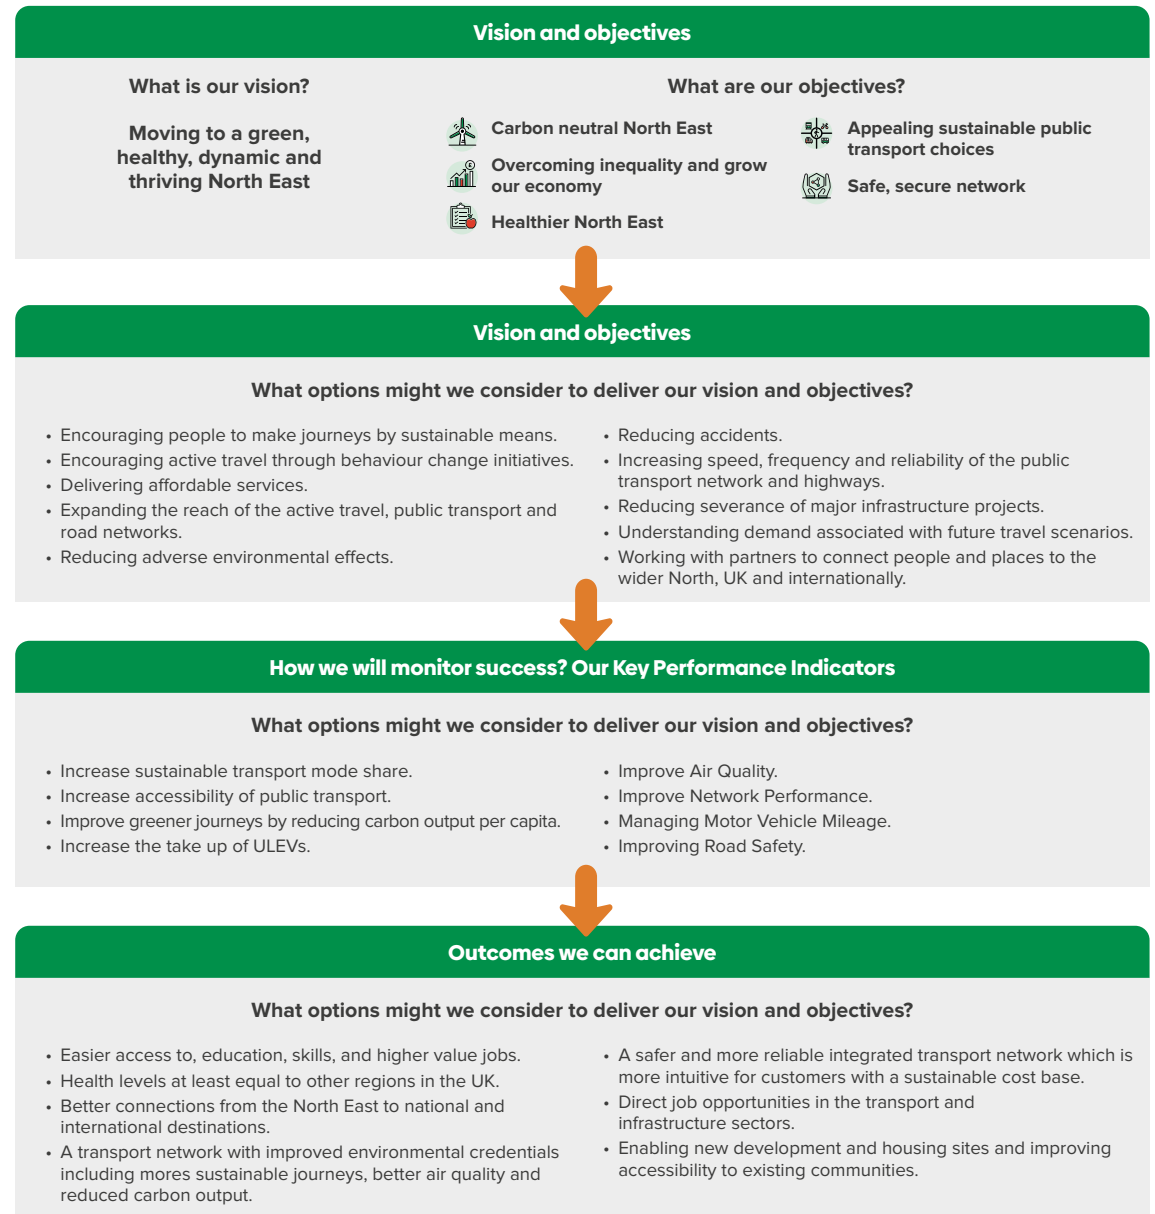 Vision and objectives
What is our vision?
Moving to a green,
healthy, dynamic and
thriving North East
What are our objectives?
Carbon neutral North East
Overcoming inequality and grow
our economy
Healthier North East
Appealing sustainable public
transport choices
Safe, secure network
Vision and objectives
What options might we consider to deliver our vision and objectives?
• Encouraging people to make journeys by sustainable means.
• Encouraging active travel through behaviour change initiatives.
• Delivering affordable services.
• Expanding the reach of the active travel, public transport and
road networks.
• Reducing adverse environmental effects.
• Reducing accidents.
• Increasing speed, frequency and reliability of the public
transport network and highways.
• Reducing severance of major infrastructure projects.
• Understanding demand associated with future travel scenarios.
• Working with partners to connect people and places to the
wider North, UK and internationally.
How we will monitor success? Our Key Performance Indicators
What options might we consider to deliver our vision and objectives?
• Increase sustainable transport mode share.
• Increase accessibility of public transport.
• Improve greener journeys by reducing carbon output per capita.
• Increase the take up of ULEVs.
• Improve Air Quality.
• Improve Network Performance.
• Managing Motor Vehicle Mileage.
• Improving Road Safety.
Outcomes we can achieve
What options might we consider to deliver our vision and objectives?
• Easier access to, education, skills, and higher value jobs.
• Health levels at least equal to other regions in the UK.
• Better connections from the North East to national and
international destinations.
• A transport network with improved environmental credentials
including mores sustainable journeys, better air quality and
reduced carbon output.
• A safer and more reliable integrated transport network which is
more intuitive for customers with a sustainable cost base.
• Direct job opportunities in the transport and
infrastructure sectors.
• Enabling new development and housing sites and improving
accessibility to existing communities.